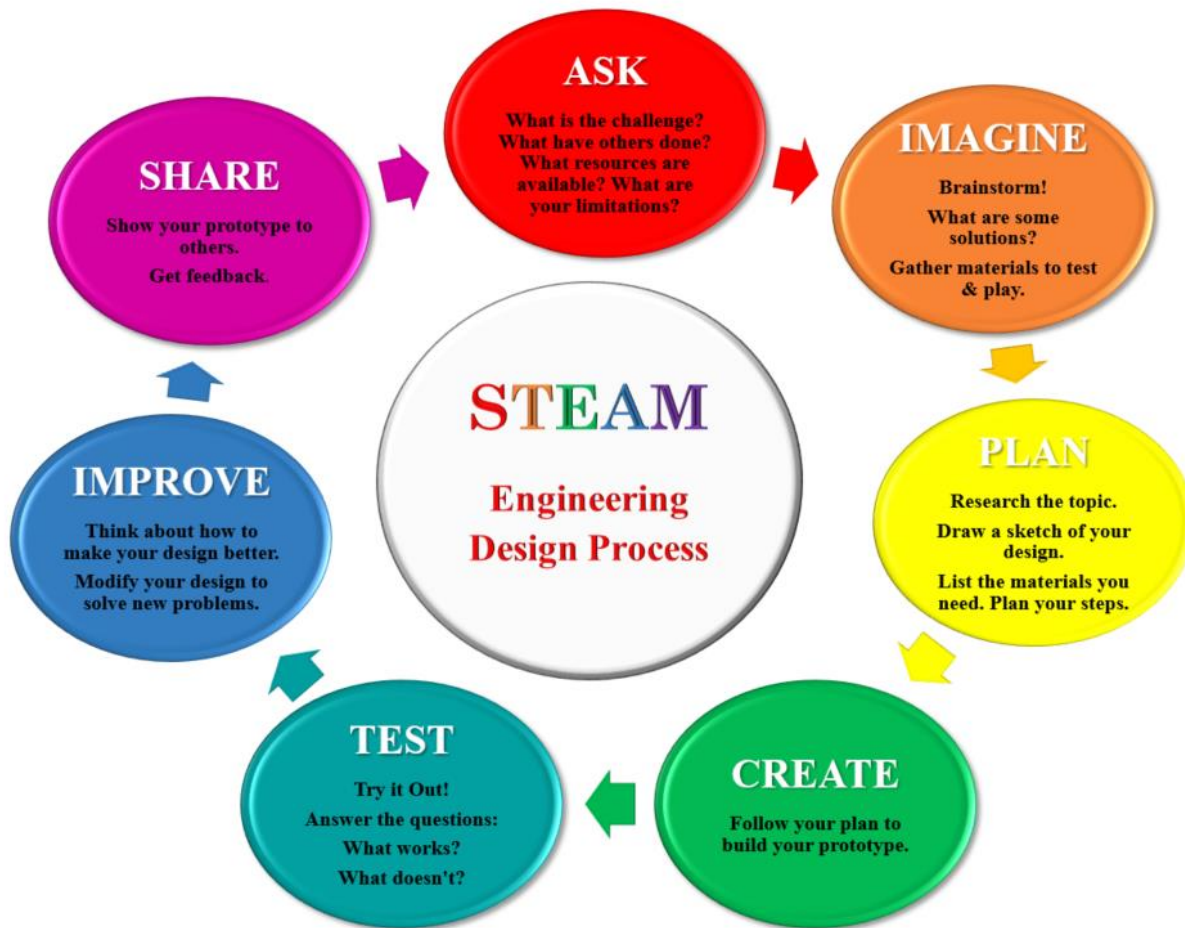 ASK
What is the challenge?
What have others done?
What resources are
available? What are
your limitations?
IMAGINE
Brainstorm!
What are some
solutions?
Gather materials to test
& play.
PLAN
Research the topic.
Draw a sketch of your
design.
List the materials you
need. Plan your steps.
CREATE
Follow your plan to
build your prototype.
TEST
Try it Out!
Answer the questions:
What works?
What doesn't?
IMPROVE
Think about how to
make your design better.
Modify your design to
solve new problems.
SHARE
Show your prototype to
others.
Get feedback.
STEAM
Engineering
Design Process